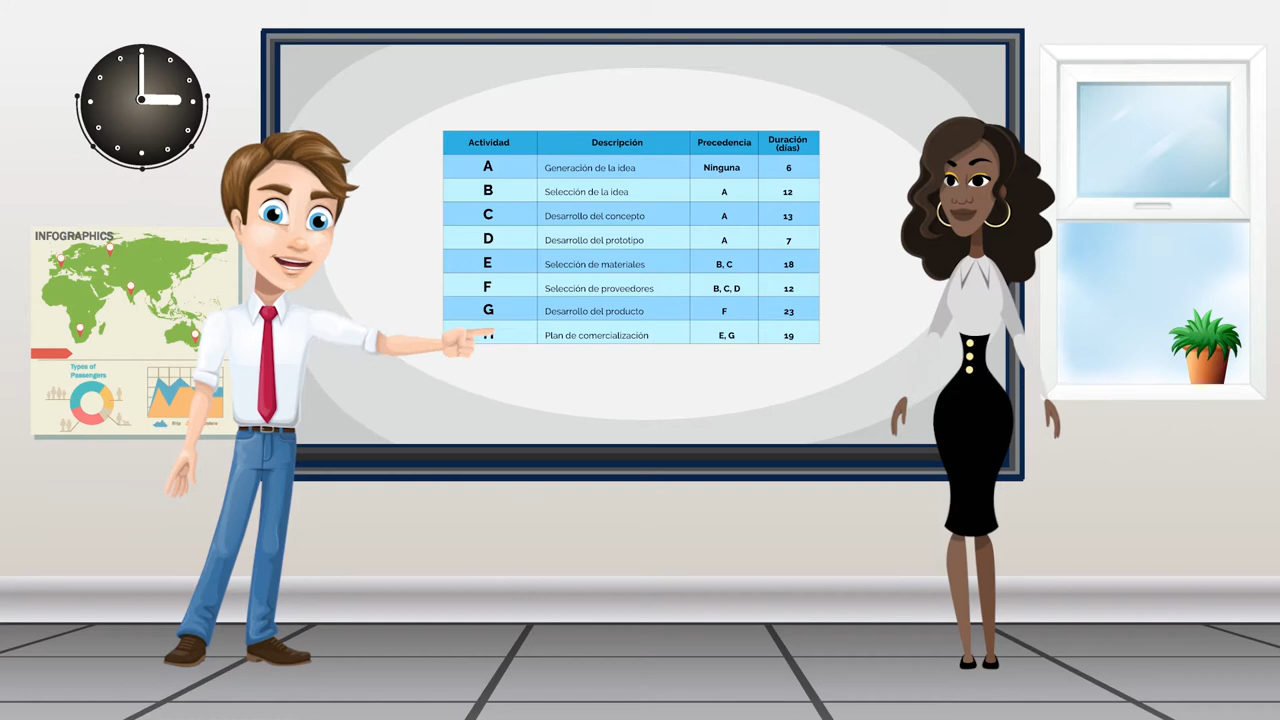 INFOGRAPHICS
Types of
Passengers
Actividad Descripción Precedencia Duración (días)
A Generación de la idea Ninguna 6
B Selección de la idea A 12
C Desarrollo del concepto A 13
D Desarrollo del prototipo A 7
E Selección de materiales B, C 18
F Selección de proveedores B, C, D 12
G Desarrollo del producto F 23
Plan de comercialización E, G 19